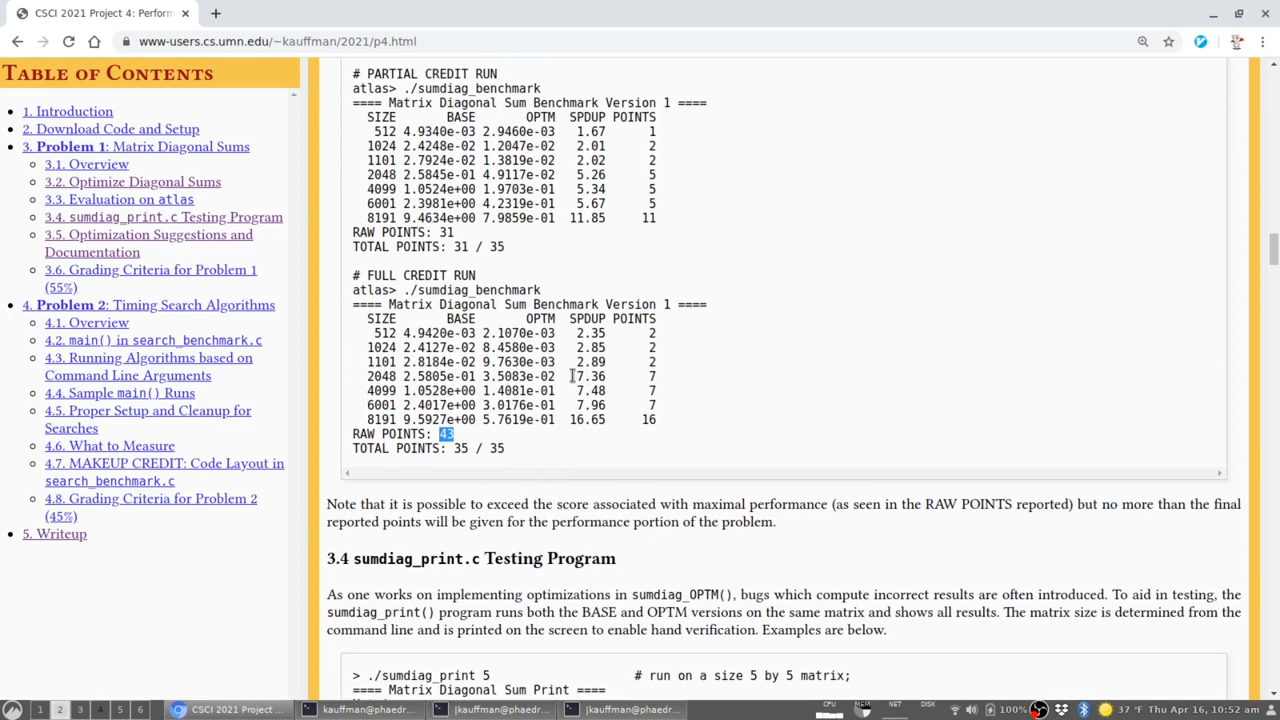 CSCI 2021 Project 4: Perform
www-users.cs.umn.edu/~kauffman/2021/p4.html
TABLE OF CONTENTS
1. Introduction
2. Download Code and Setup
3. Problem 1: Matrix Diagonal Sums
3.1. Overview
3.2. Optimize Diagonal Sums
3.3. Evaluation on atlas
3.4. sumdiag_print.c Testing Program
3.5. Optimization Suggestions and
Documentation
3.6. Grading Criteria for Problem 1
(55%)
4. Problem 2: Timing Search Algorithms
4.1. Overview
4.2. main() in search_benchmark.c
4.3. Running Algorithms based on
Command Line Arguments
4.4. Sample main() Runs
4.5. Proper Setup and Cleanup for
Searches
4.6. What to Measure
4.7. MAKEUP CREDIT: Code Layout in
search_benchmark.c
4.8. Grading Criteria for Problem 2
(45%)
5. Writeup
# PARTIAL CREDIT RUN
atlas> ./sumdiag_benchmark
==== Matrix Diagonal Sum Benchmark Version 1 ====
SIZE BASE OPTM SPDUP POINTS
512 4.9340e-03 2.9460e-03 1.67 1
1024 2.4248e-02 1.2047e-02 2.01 2
1101 2.7924e-02 1.3819e-02 2.02 2
2048 2.5845e-01 4.9117e-02 5.26 5
4099 1.0524e+00 1.9703e-01 5.34 5
6001 2.3981e+00 4.2319e-01 5.67 5
8191 9.4634e+00 7.9859e-01 11.85 11
RAW POINTS: 31
TOTAL POINTS: 31 / 35
# FULL CREDIT RUN
atlas> ./sumdiag_benchmark
==== Matrix Diagonal Sum Benchmark Version 1 ====
SIZE BASE OPTM SPDUP POINTS
512 4.9420e-03 2.1070e-03 2.35 2
1024 2.4127e-02 8.4580e-03 2.85 2
1101 2.8184e-02 9.7630e-03 2.89 2
2048 2.5805e-01 3.5083e-02 7.36 7
4099 1.0528e+00 1.4081e-01 7.48 7
6001 2.4017e+00 3.0176e-01 7.96 7
8191 9.5927e+00 5.7619e-01 16.65 16
RAW POINTS: 43
TOTAL POINTS: 35 / 35
Note that it is possible to exceed the score associated with maximal performance (as seen in the RAW POINTS reported) but no more than the final
reported points will be given for the performance portion of the problem.
3.4 sumdiag_print.c Testing Program
As one works on implementing optimizations in sumdiag_OPTM(), bugs which compute incorrect results are often introduced. To aid in testing, the
sumdiag_print() program runs both the BASE and OPTM versions on the same matrix and shows all results. The matrix size is determined from the
command line and is printed on the screen to enable hand verification. Examples are below.
> ./sumdiag_print 5 # run on a size 5 by 5 matrix;
==== Matrix Diagonal Sum Print ====
1 2 3 4 5 6
CSCI 2021 Project ...
kauffman@phaedr...
[kauffman@phaedr...
[kauffman@phaedr...
CPU MEM NET DISK
100%
37 °F Thu Apr 16, 10:52 am